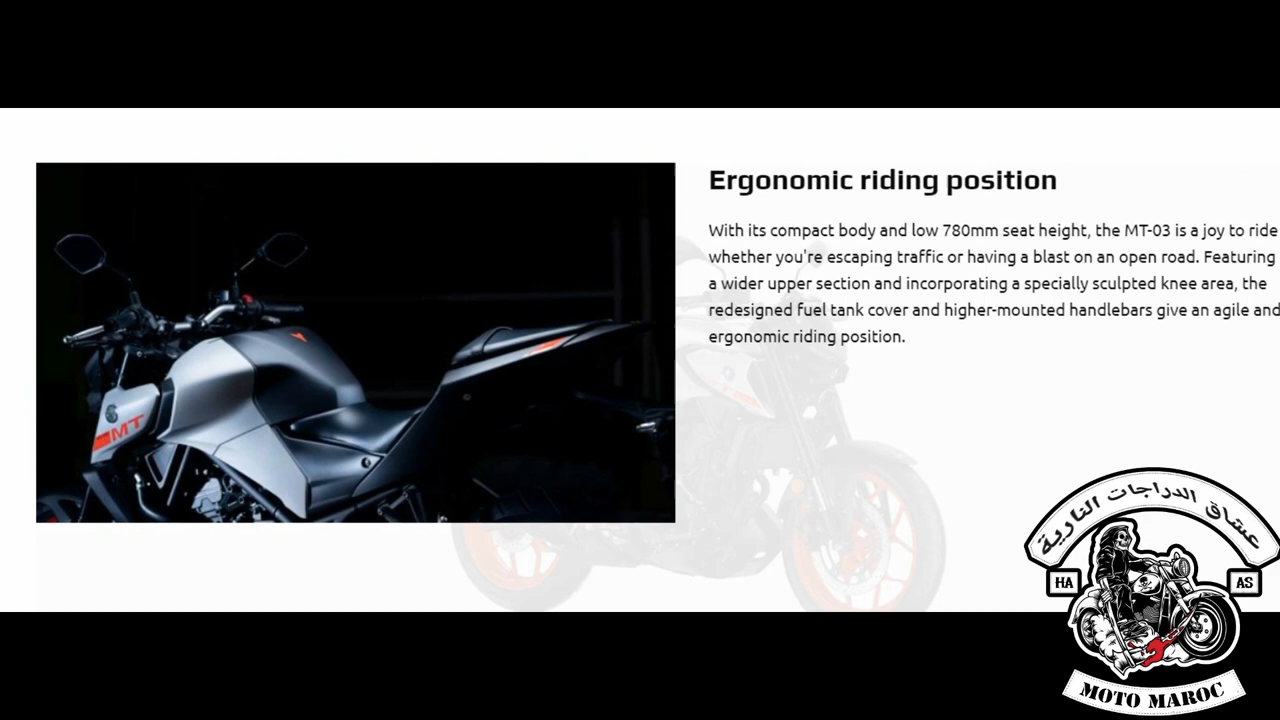 Ergonomic riding position
With its compact body and low 780mm seat height, the MT-03 is a joy to ride
whether you're escaping traffic or having a blast on an open road. Featuring
a wider upper section and incorporating a specially sculpted knee area, the
redesigned fuel tank cover and higher-mounted handlebars give an agile and
ergonomic riding position.
MT
عشاق الدراجات النارية
HA AS
MOTO MAROC